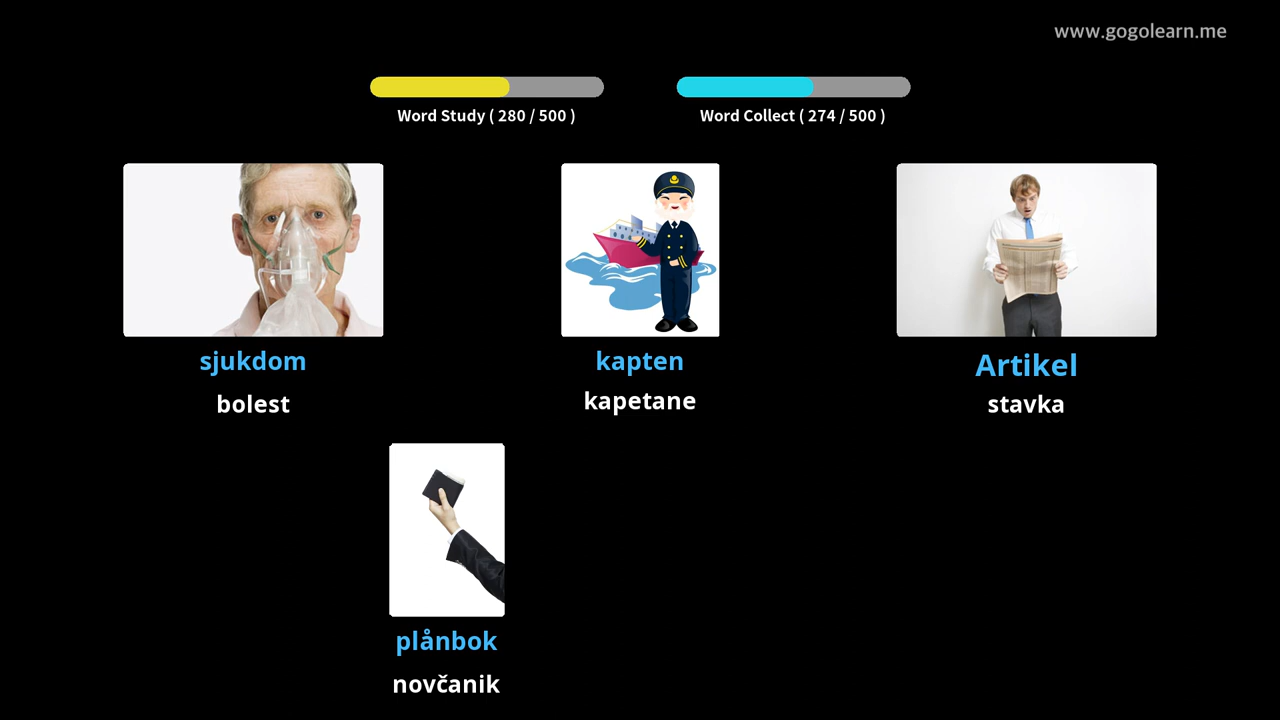 www.gogolearn.me
Word Study ( 280 / 500 )
Word Collect ( 274 / 500 )
sjukdom
bolest
kapten
kapetane
Artikel
stavka
plånbok
novčanik